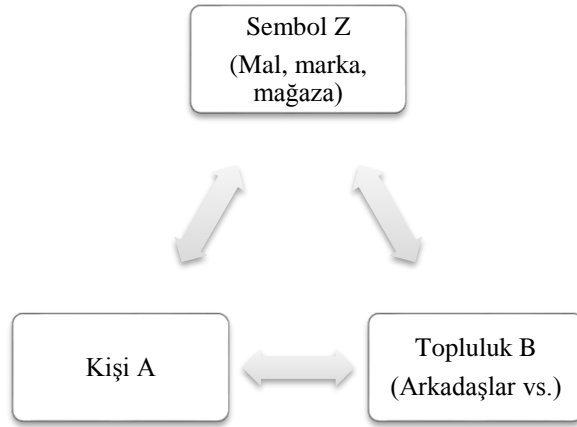 Sembol Z
(Mal, marka,
mağaza)
Kişi A
Topluluk B
(Arkadaşlar vs.)